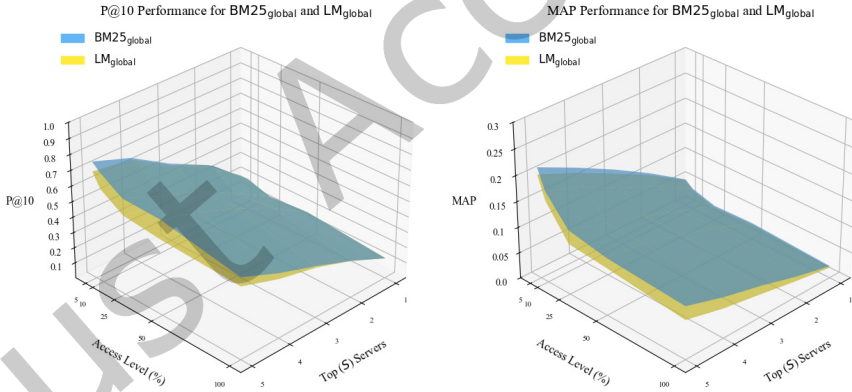 P@10 Performance for BM25global and LMglobal
BM25global
LMglobal
1.0
0.9
0.8
0.7
0.6
0.5
0.4
0.3
0.2
0.1
P@10
5 10
25
50
100
Access Level (%)
5
4
3
2
1
Top (S) Servers
MAP Performance for BM25global and LMglobal
BM25global
LMglobal
0.3
0.25
0.2
0.15
0.1
0.05
0.0
MAP
5 10
25
50
100
Access Level (%)
5
4
3
2
1
Top (S) Servers
ust Acc